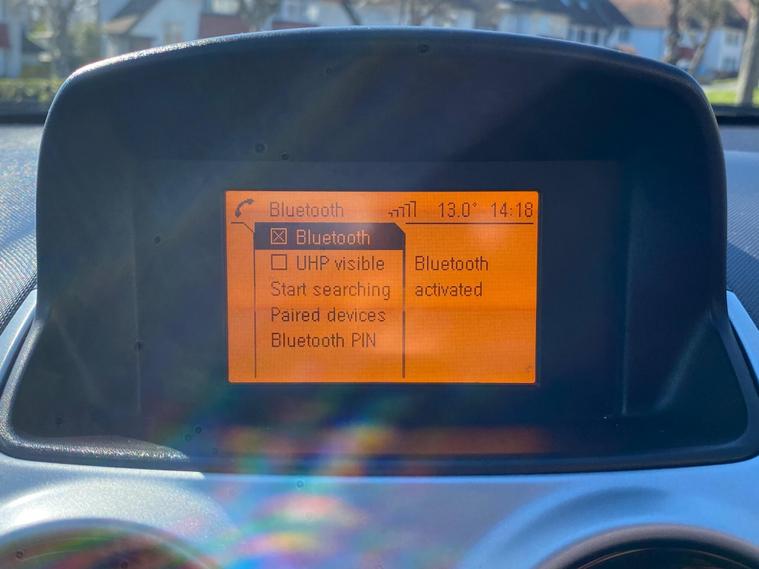 Bluetooth 13.0° 14:18
Bluetooth
UHP visible
Start searching
Paired devices
Bluetooth PIN
Bluetooth
activated